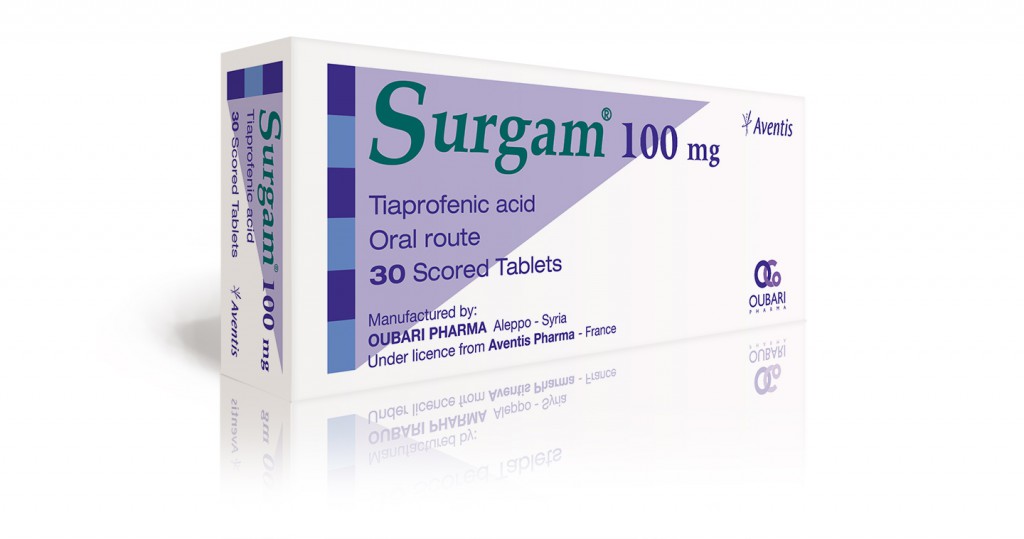 Surgam® 100 mg
Tiaprofenic acid
30 Scored Tablets
Aventis
Surgam® 100 mg
Aventis
Tiaprofenic acid
Oral route
30 Scored Tablets
Manufactured by:
OUBARI PHARMA Aleppo - Syria
Under licence from Aventis Pharma - France
OUBARI
PHARMA